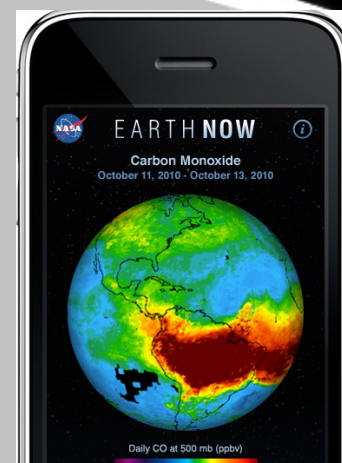 NASA
EARTH NOW
i
Carbon Monoxide
October 11, 2010 - October 13, 2010
Daily CO at 500 mb (ppbv)